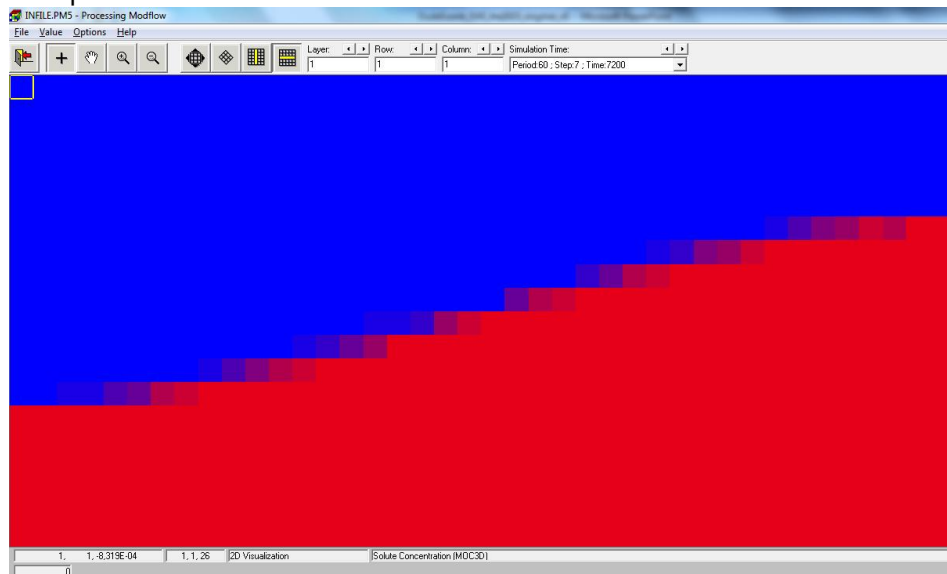 INFILE.PM5 - Processing Modflow
File Value Options Help
Layer: Row: Column: Simulation Time:
1 1 1 Period:60 ; Step:7 ; Time:7200
1, 1, -8,319E-04 1, 1, 26 2D Visualization Solute Concentration (MOC3D)
0